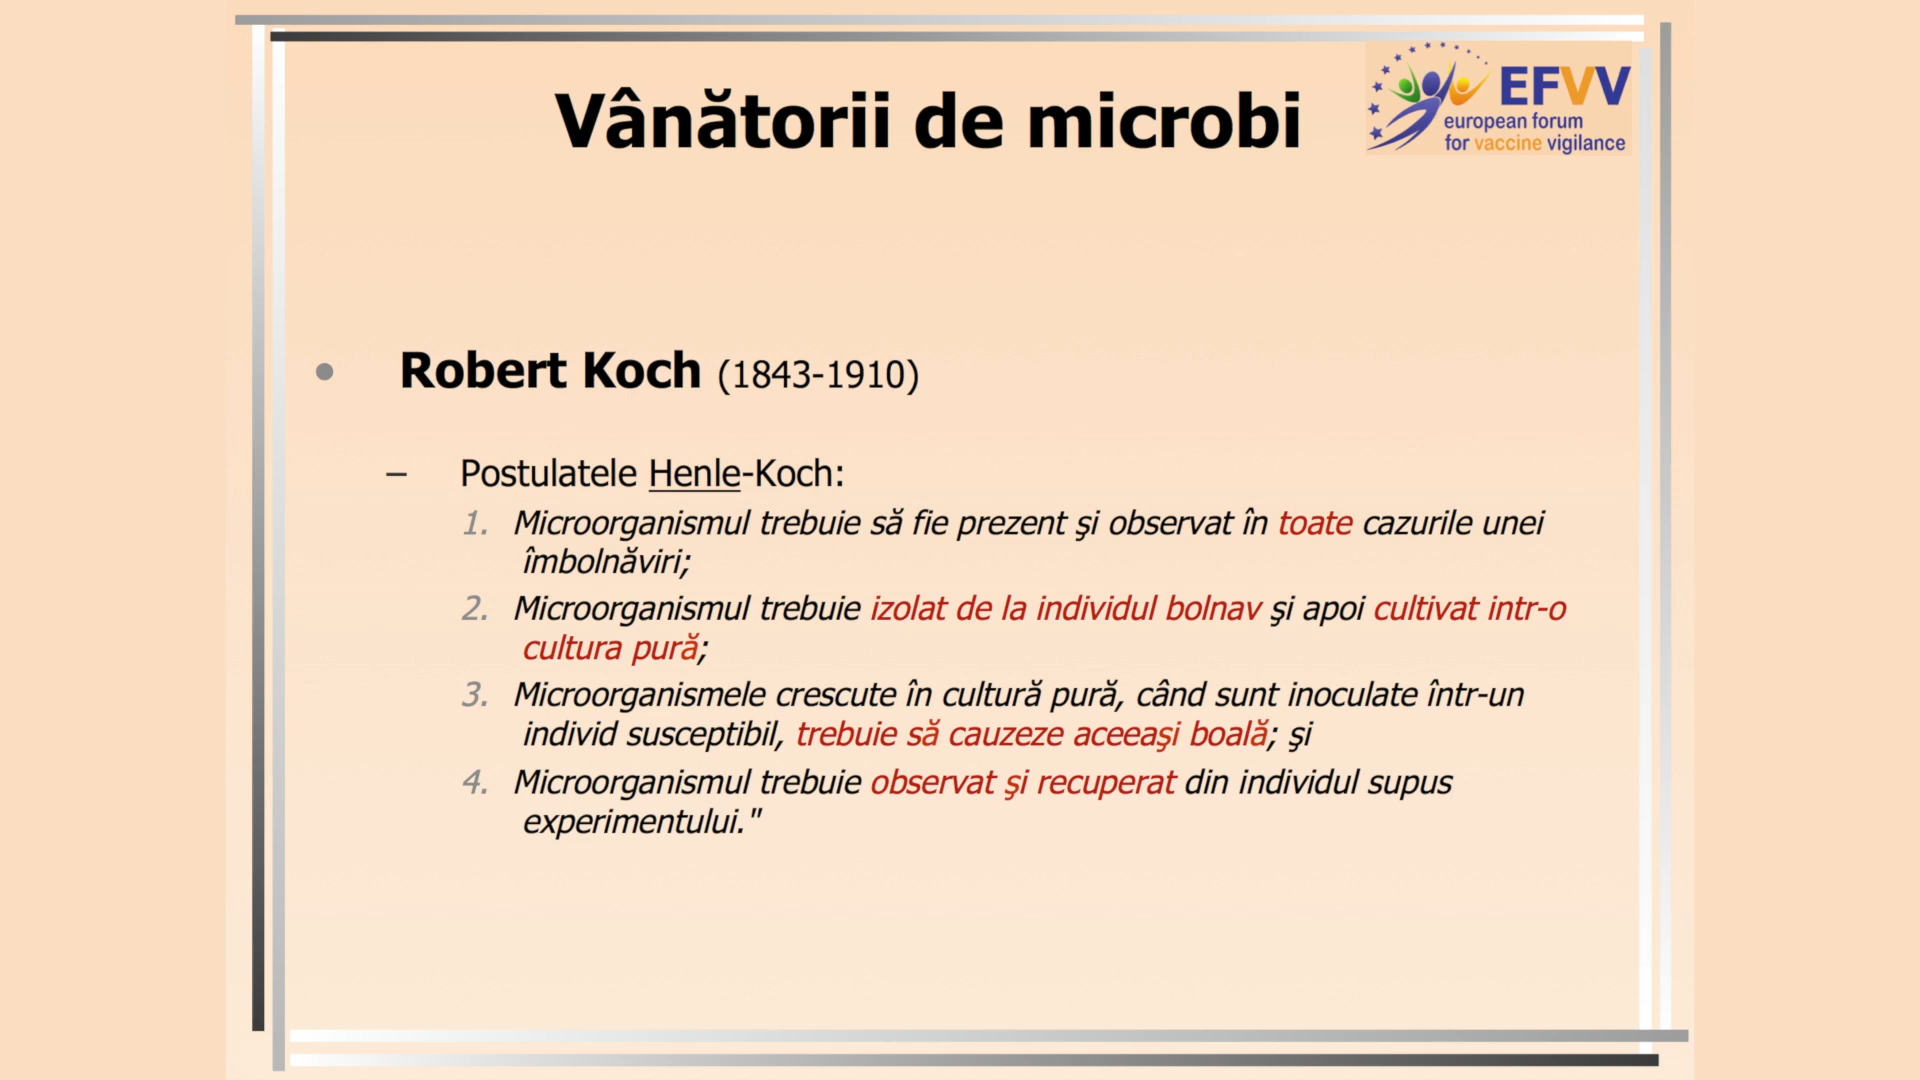 Vânătorii de microbi
EFVV
european forum
for vaccine vigilance
• Robert Koch (1843-1910)
– Postulatele Henle-Koch:
1. Microorganismul trebuie să fie prezent şi observat în toate cazurile unei
îmbolnăviri;
2. Microorganismul trebuie izolat de la individul bolnav şi apoi cultivat intr-o
cultura pură;
3. Microorganismele crescute în cultură pură, când sunt inoculate într-un
individ susceptibil, trebuie să cauzeze aceeaşi boală; şi
4. Microorganismul trebuie observat şi recuperat din individul supus
experimentului."